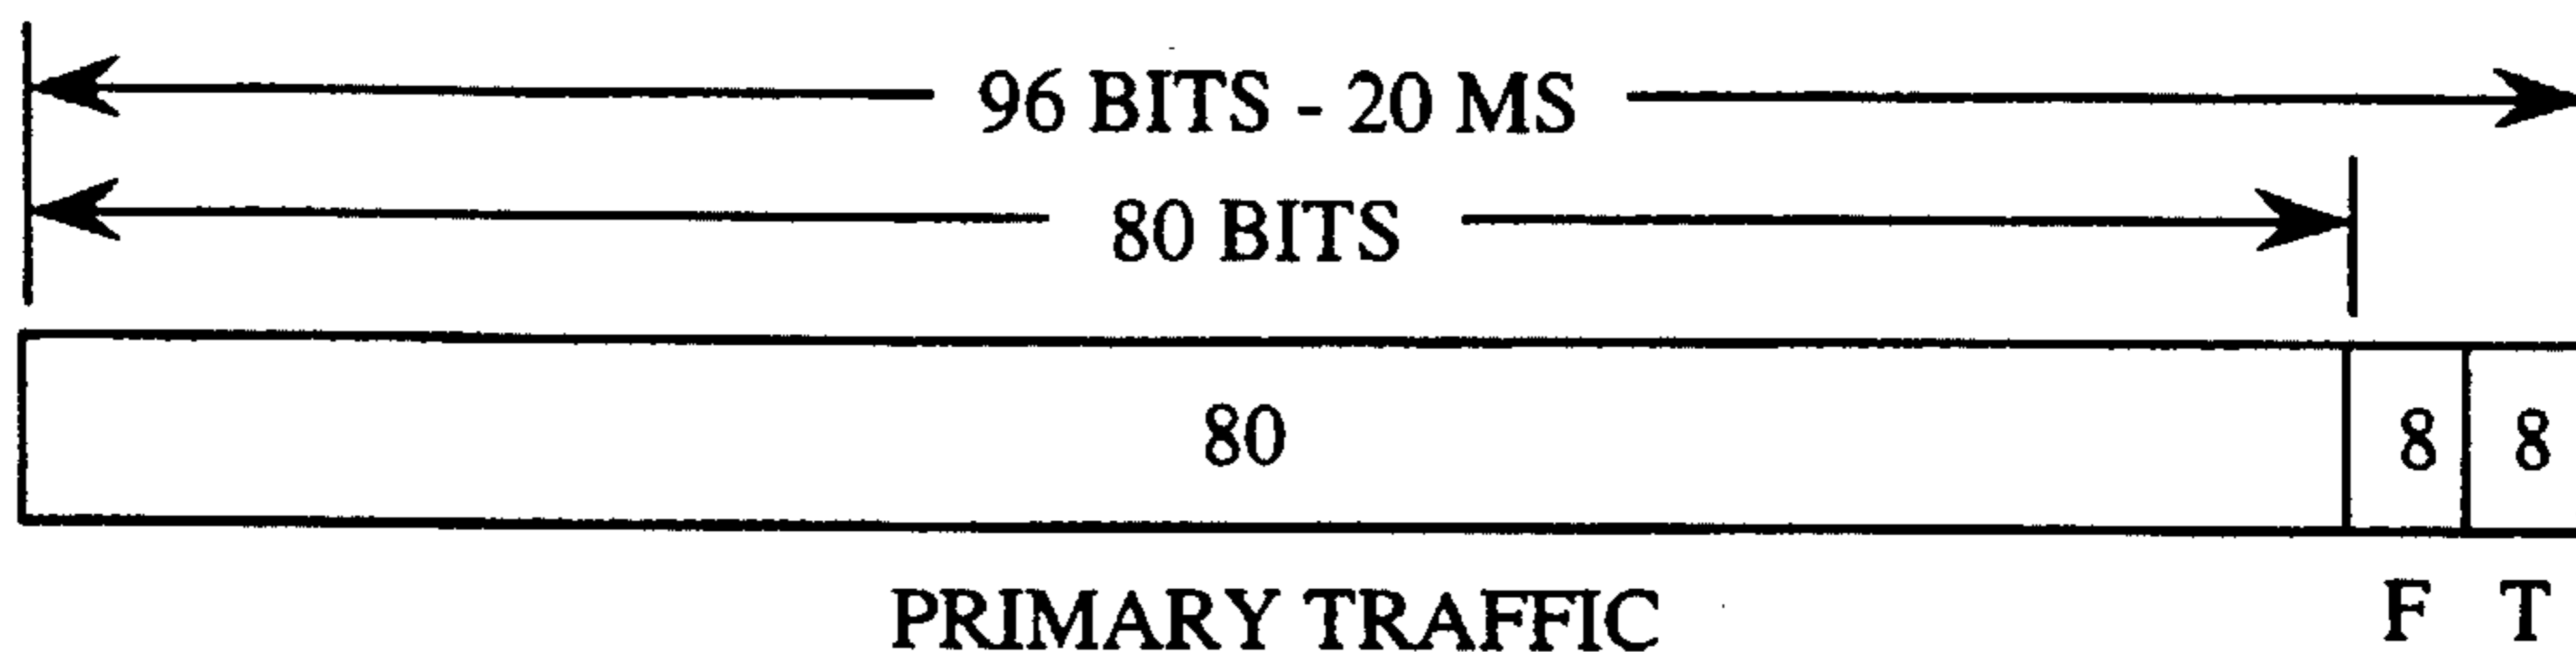 96 BITS - 20 MS
80 BITS
80 8 8
PRIMARY TRAFFIC F T